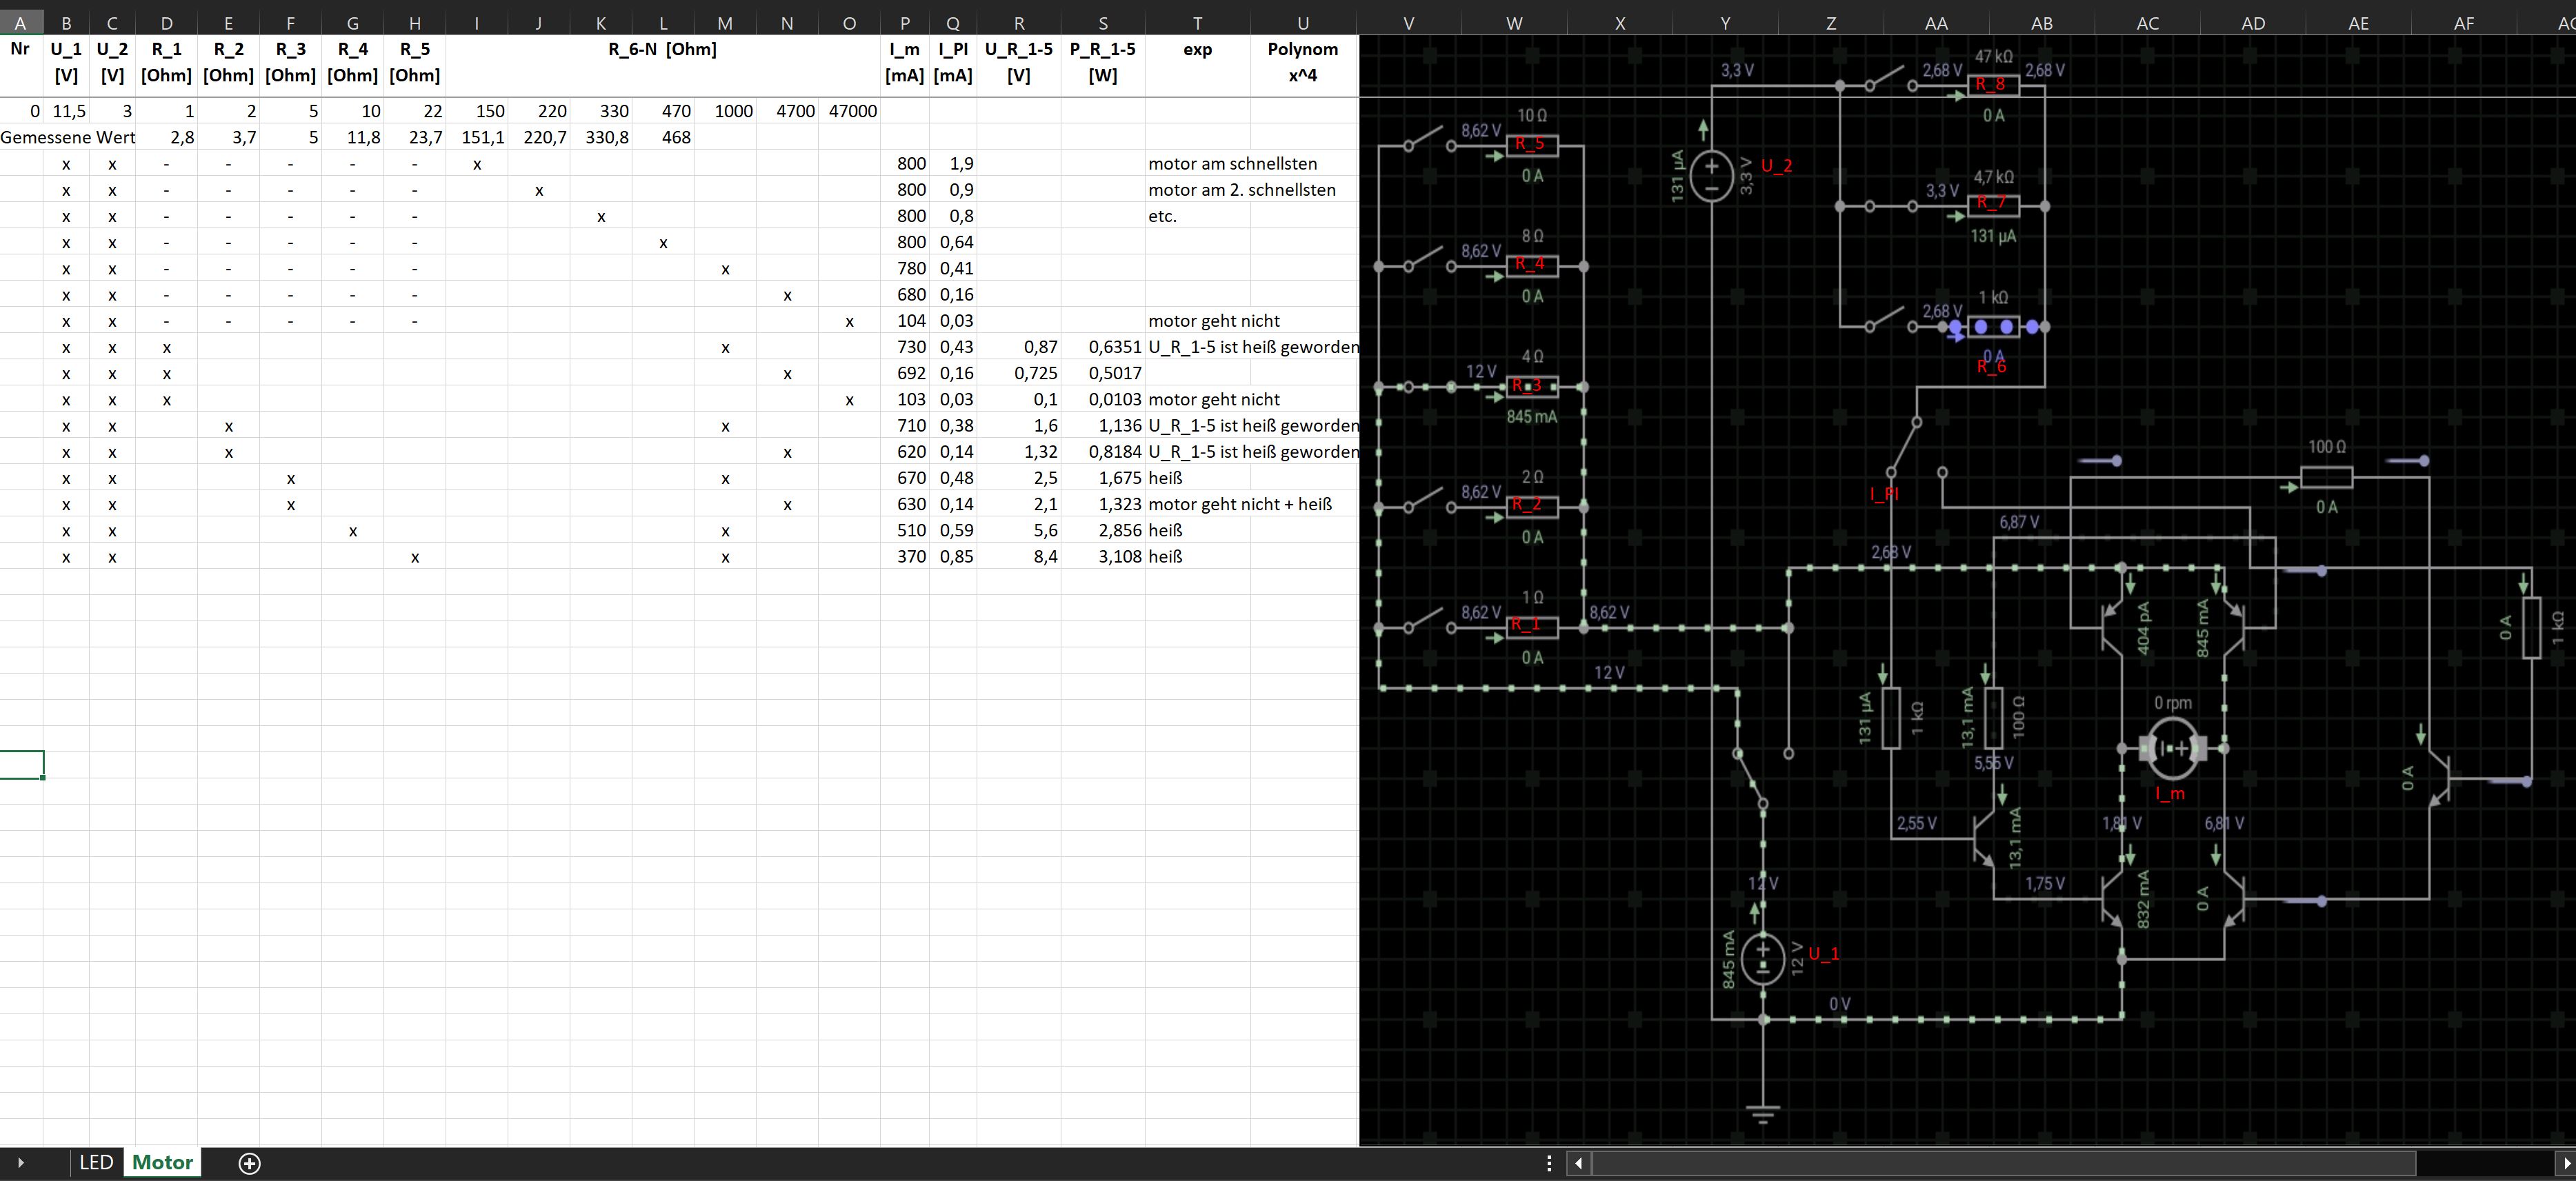 A B C D E F G H I J K L M N O P Q R S T U V W X Y Z AA AB AC AD AE AF
Nr U_1 U_2 R_1 R_2 R_3 R_4 R_5 R_6-N [Ohm] I_m I_PI U_R_1-5 P_R_1-5 exp Polynom
[V] [V] [Ohm] [Ohm] [Ohm] [Ohm] [Ohm] [mA] [mA] [V] [W] x^4
0 11,5 3 1 2 5 10 22 150 220 330 470 1000 4700 47000
Gemessene Wert 2,8 3,7 5 11,8 23,7 151,1 220,7 330,8 468
x x - - - - - x 800 1,9 motor am schnellsten
x x - - - - - x 800 0,9 motor am 2. schnellsten
x x - - - - - x 800 0,8 etc.
x x - - - - - x 800 0,64
x x - - - - - x 780 0,41
x x - - - - - x 680 0,16
x x - - - - - x 104 0,03 motor geht nicht
x x x x 730 0,43 0,87 0,6351 U_R_1-5 ist heiß geworden
x x x x 692 0,16 0,725 0,5017
x x x x 103 0,03 0,1 0,0103 motor geht nicht
x x x x 710 0,38 1,6 1,136 U_R_1-5 ist heiß geworden
x x x x 620 0,14 1,32 0,8184 U_R_1-5 ist heiß geworden
x x x x 670 0,48 2,5 1,675 heiß
x x x x 630 0,14 2,1 1,323 motor geht nicht + heiß
x x x x 510 0,59 5,6 2,856 heiß
x x x x 370 0,85 8,4 3,108 heiß
10 Ω
8,62 V R_5
0 A
8 Ω
8,62 V R_4
0 A
4 Ω
12 V R_3
845 mA
2 Ω
8,62 V R_2
0 A
1 Ω
8,62 V R_1 8,62 V
0 A
12 V
3,3 V
131 µA 3,3 V U_2
47 kΩ
2,68 V R_8 2,68 V
0 A
4,7 kΩ
3,3 V R_7
131 µA
1 kΩ
2,68 V
0 A
R_6
I_PI
100 Ω
0 A
6,87 V
2,68 V
404 pA 845 mA
0 A 1 kΩ
131 µA 1 kΩ 13,1 mA 100 Ω
0 rpm
5,55 V
I_m
0 A
2,55 V 13,1 mA 1,81 V 6,81 V
12 V 1,75 V 832 mA 0 A
845 mA 12 V U_1
0 V
LED Motor